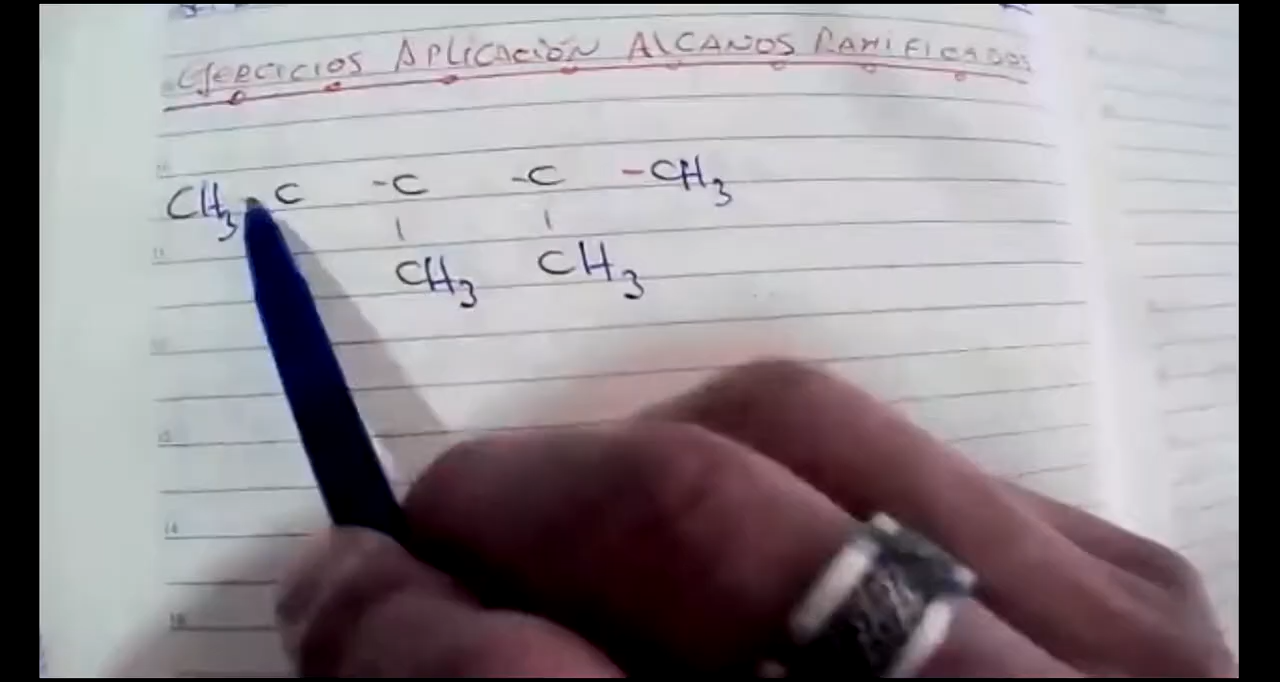 EJERCICIOS APLICACIÓN ALCANOS RAMIFICADOS
CH3 - C - C - C - CH3
CH3 CH3